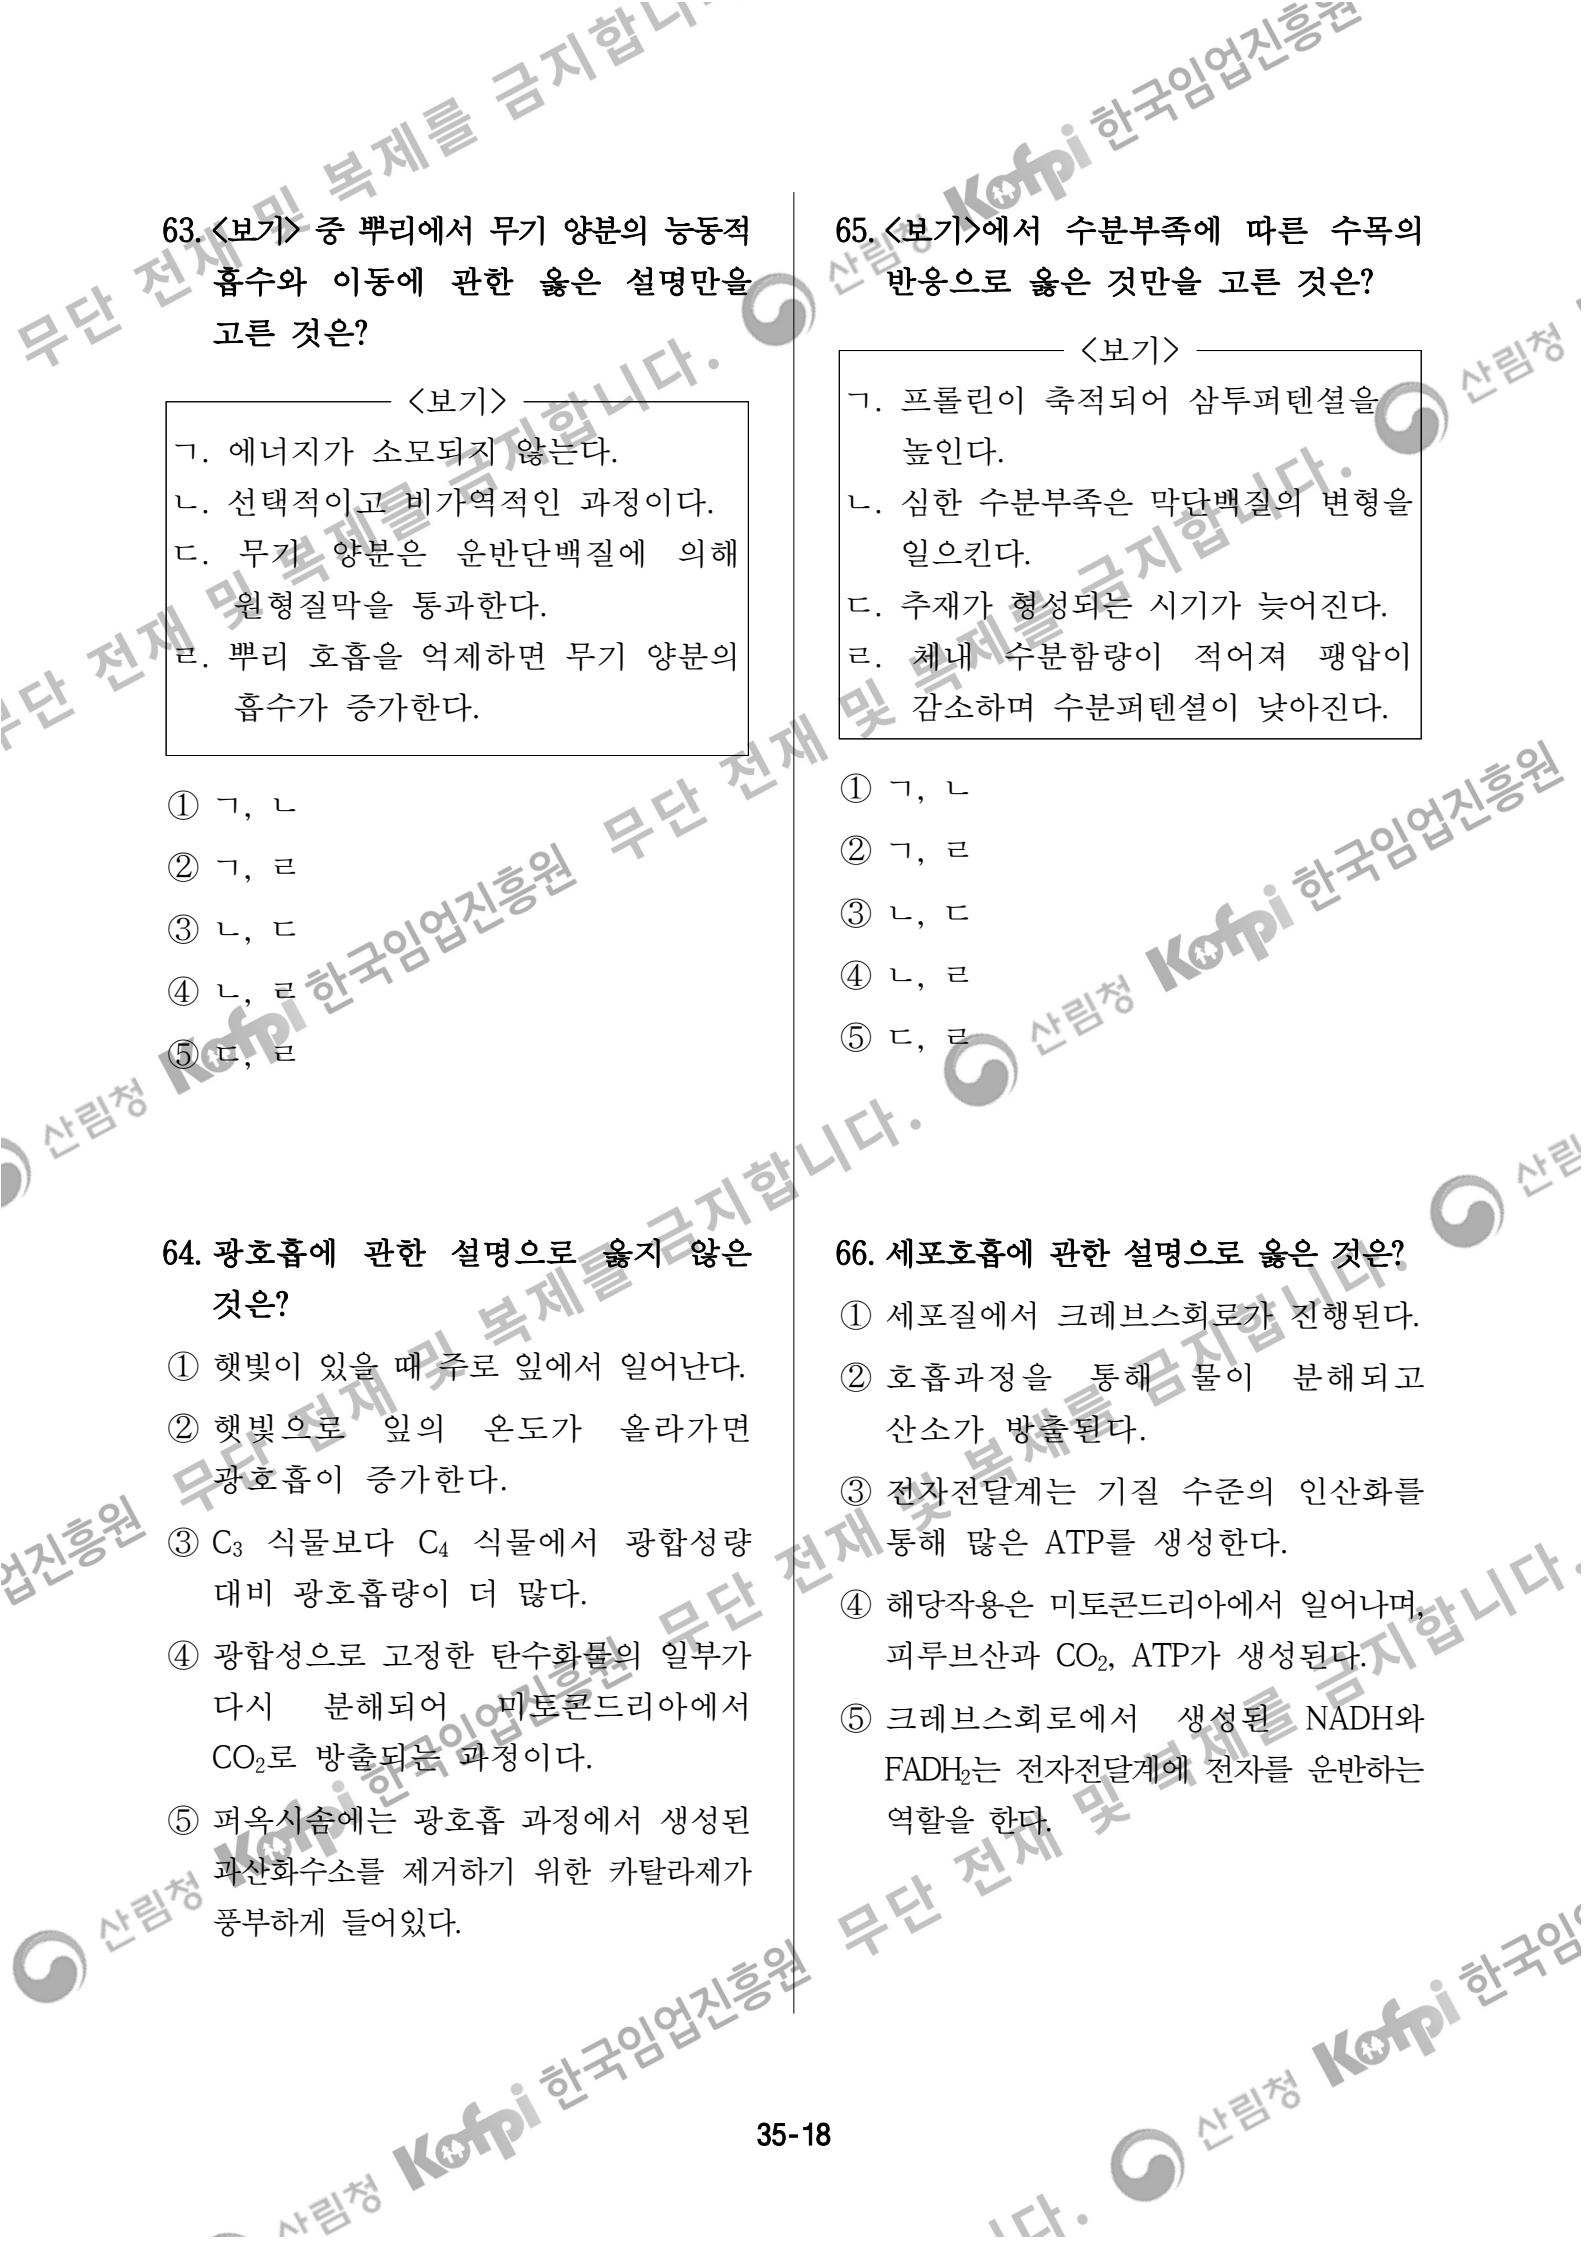 63. <보기> 중 뿌리에서 무기 양분의 능동적
흡수와 이동에 관한 옳은 설명만을
고른 것은?
<보기>
ㄱ. 에너지가 소모되지 않는다.
ㄴ. 선택적이고 비가역적인 과정이다.
ㄷ. 무기 양분은 운반단백질에 의해
원형질막을 통과한다.
ㄹ. 뿌리 호흡을 억제하면 무기 양분의
흡수가 증가한다.
① ㄱ, ㄴ
② ㄱ, ㄹ
③ ㄴ, ㄷ
④ ㄴ, ㄹ
⑤ ㄷ, ㄹ
64. 광호흡에 관한 설명으로 옳지 않은
것은?
① 햇빛이 있을 때 주로 잎에서 일어난다.
② 햇빛으로 잎의 온도가 올라가면
광호흡이 증가한다.
③ C₃ 식물보다 C₄ 식물에서 광합성량
대비 광호흡량이 더 많다.
④ 광합성으로 고정한 탄수화물의 일부가
다시 분해되어 미토콘드리아에서
CO₂로 방출되는 과정이다.
⑤ 퍼옥시솜에는 광호흡 과정에서 생성된
과산화수소를 제거하기 위한 카탈라제가
풍부하게 들어있다.
65. <보기>에서 수분부족에 따른 수목의
반응으로 옳은 것만을 고른 것은?
<보기>
ㄱ. 프롤린이 축적되어 삼투퍼텐셜을
높인다.
ㄴ. 심한 수분부족은 막단백질의 변형을
일으킨다.
ㄷ. 추재가 형성되는 시기가 늦어진다.
ㄹ. 체내 수분함량이 적어져 팽압이
감소하며 수분퍼텐셜이 낮아진다.
① ㄱ, ㄴ
② ㄱ, ㄹ
③ ㄴ, ㄷ
④ ㄴ, ㄹ
⑤ ㄷ, ㄹ
66. 세포호흡에 관한 설명으로 옳은 것은?
① 세포질에서 크레브스회로가 진행된다.
② 호흡과정을 통해 물이 분해되고
산소가 방출된다.
③ 전자전달계는 기질 수준의 인산화를
통해 많은 ATP를 생성한다.
④ 해당작용은 미토콘드리아에서 일어나며,
피루브산과 CO₂, ATP가 생성된다.
⑤ 크레브스회로에서 생성된 NADH와
FADH₂는 전자전달계에 전자를 운반하는
역할을 한다.
35-18
무단 전재 및 복제를 금지합니다.
산림청 Kofpi 한국임업진흥원